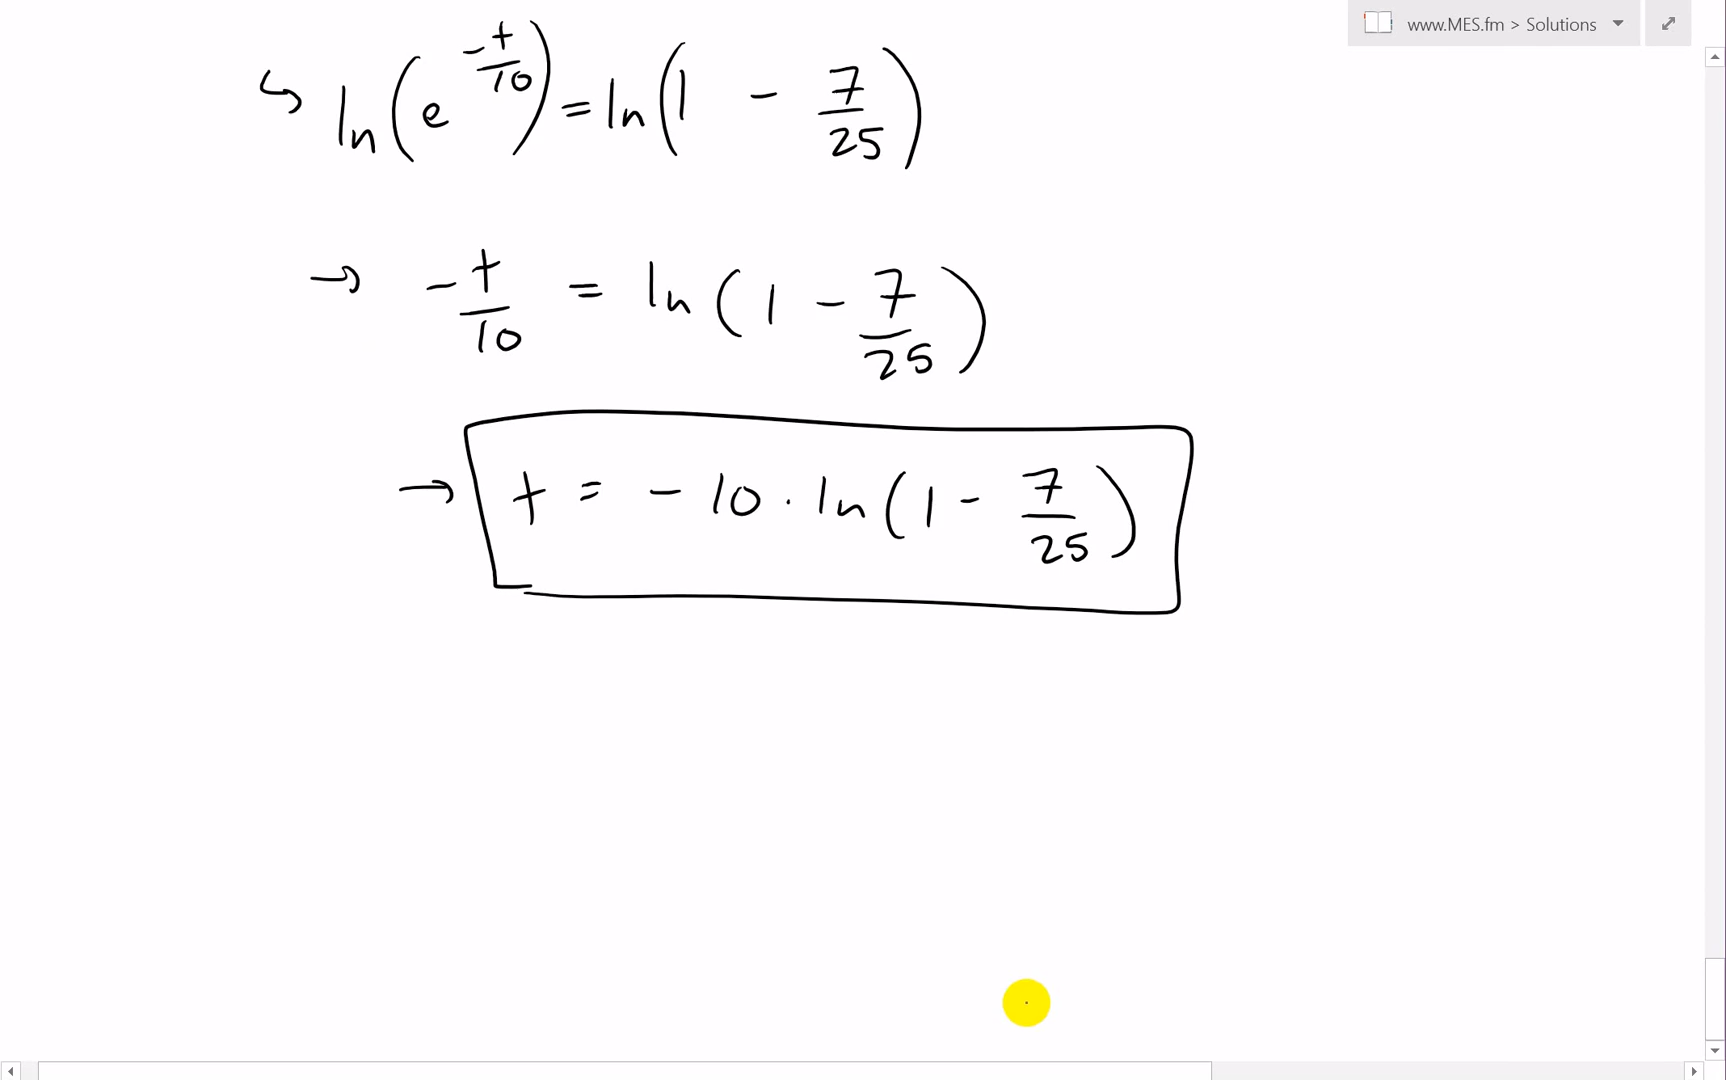 www.MES.fm > Solutions
↪ ln(e^(-t/10)) = ln(1 - 7/25)
→ -t/10 = ln(1 - 7/25)
→ t = -10 · ln(1 - 7/25)